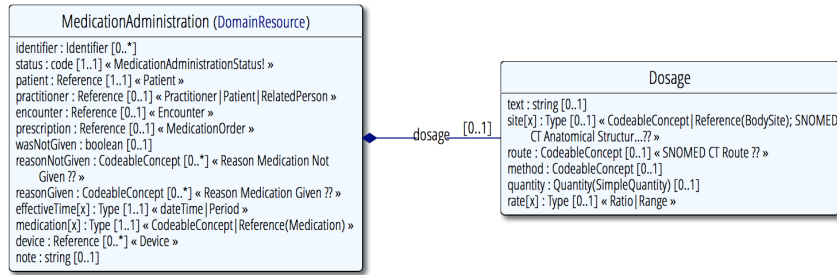 MedicationAdministration (DomainResource)
identifier : Identifier [0..*]
status : code [1..1] « MedicationAdministrationStatus! »
patient : Reference [1..1] « Patient »
practitioner : Reference [0..1] « Practitioner|Patient|RelatedPerson »
encounter : Reference [0..1] « Encounter »
prescription : Reference [0..1] « MedicationOrder »
wasNotGiven : boolean [0..1]
reasonNotGiven : CodeableConcept [0..*] « Reason Medication Not
Given ?? »
reasonGiven : CodeableConcept [0..*] « Reason Medication Given ?? »
effectiveTime[x] : Type [1..1] « dateTime|Period »
medication[x] : Type [1..1] « CodeableConcept|Reference(Medication) »
device : Reference [0..*] « Device »
note : string [0..1]
dosage [0..1]
Dosage
text : string [0..1]
site[x] : Type [0..1] « CodeableConcept|Reference(BodySite); SNOMED
CT Anatomical Structur...?? »
route : CodeableConcept [0..1] « SNOMED CT Route ?? »
method : CodeableConcept [0..1]
quantity : Quantity(SimpleQuantity) [0..1]
rate[x] : Type [0..1] « Ratio|Range »